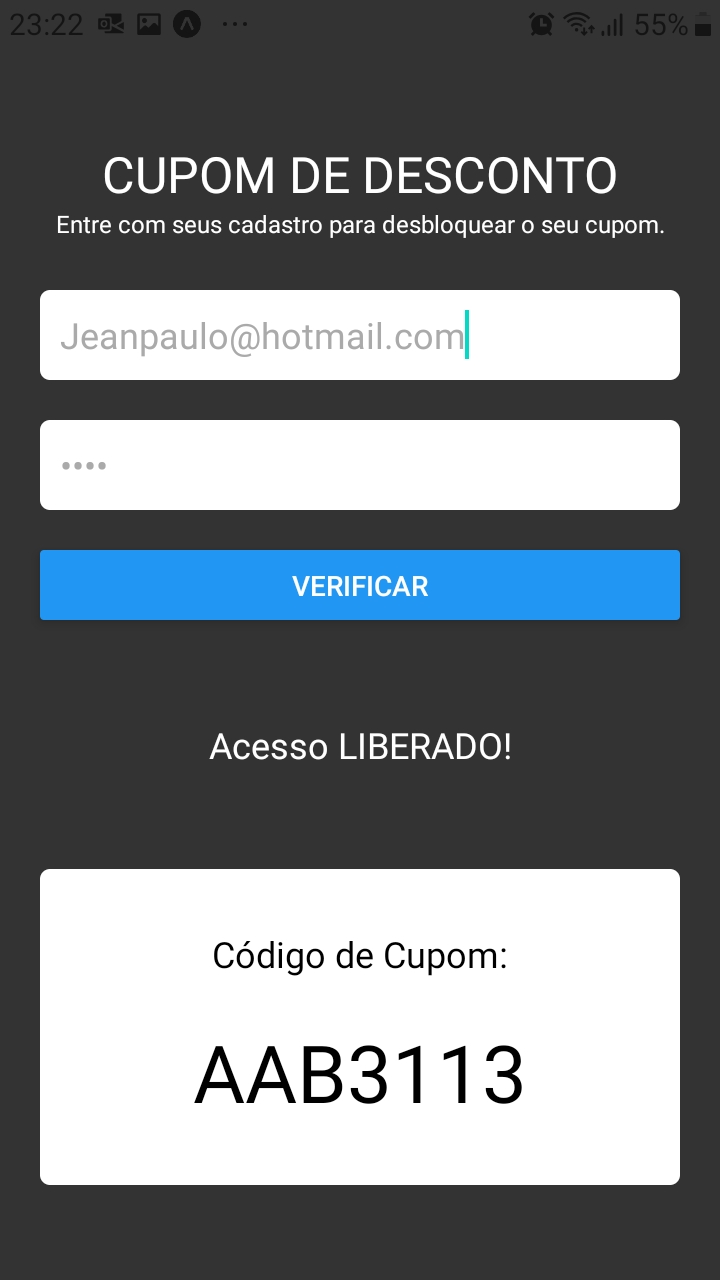 23:22 ... 55%
CUPOM DE DESCONTO
Entre com seus cadastro para desbloquear o seu cupom.
Jeanpaulo@hotmail.com
••••
VERIFICAR
Acesso LIBERADO!
Código de Cupom:
AAB3113